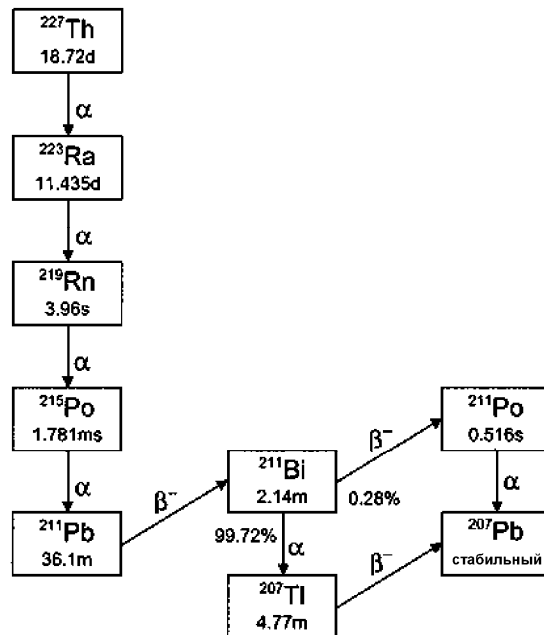 ²²⁷Th
18.72d
α
²²³Ra
11.435d
α
²¹⁹Rn
3.96s
α
²¹⁵Po
1.781ms
α
²¹¹Pb
36.1m
β⁻
²¹¹Bi
2.14m
β⁻
0.28%
²¹¹Po
0.516s
α
99.72%
α
²⁰⁷Tl
4.77m
β⁻
²⁰⁷Pb
стабильный